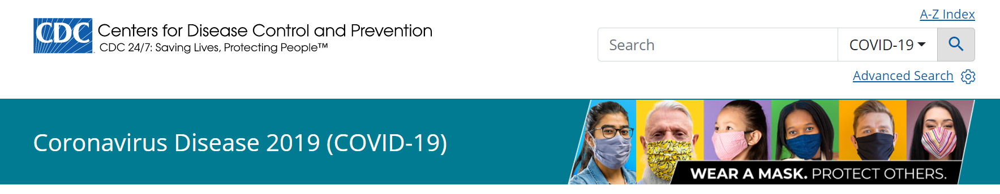 A-Z Index
CDC
Centers for Disease Control and Prevention
CDC 24/7: Saving Lives, Protecting People™
Search
COVID-19
Advanced Search
Coronavirus Disease 2019 (COVID-19)
WEAR A MASK. PROTECT OTHERS.